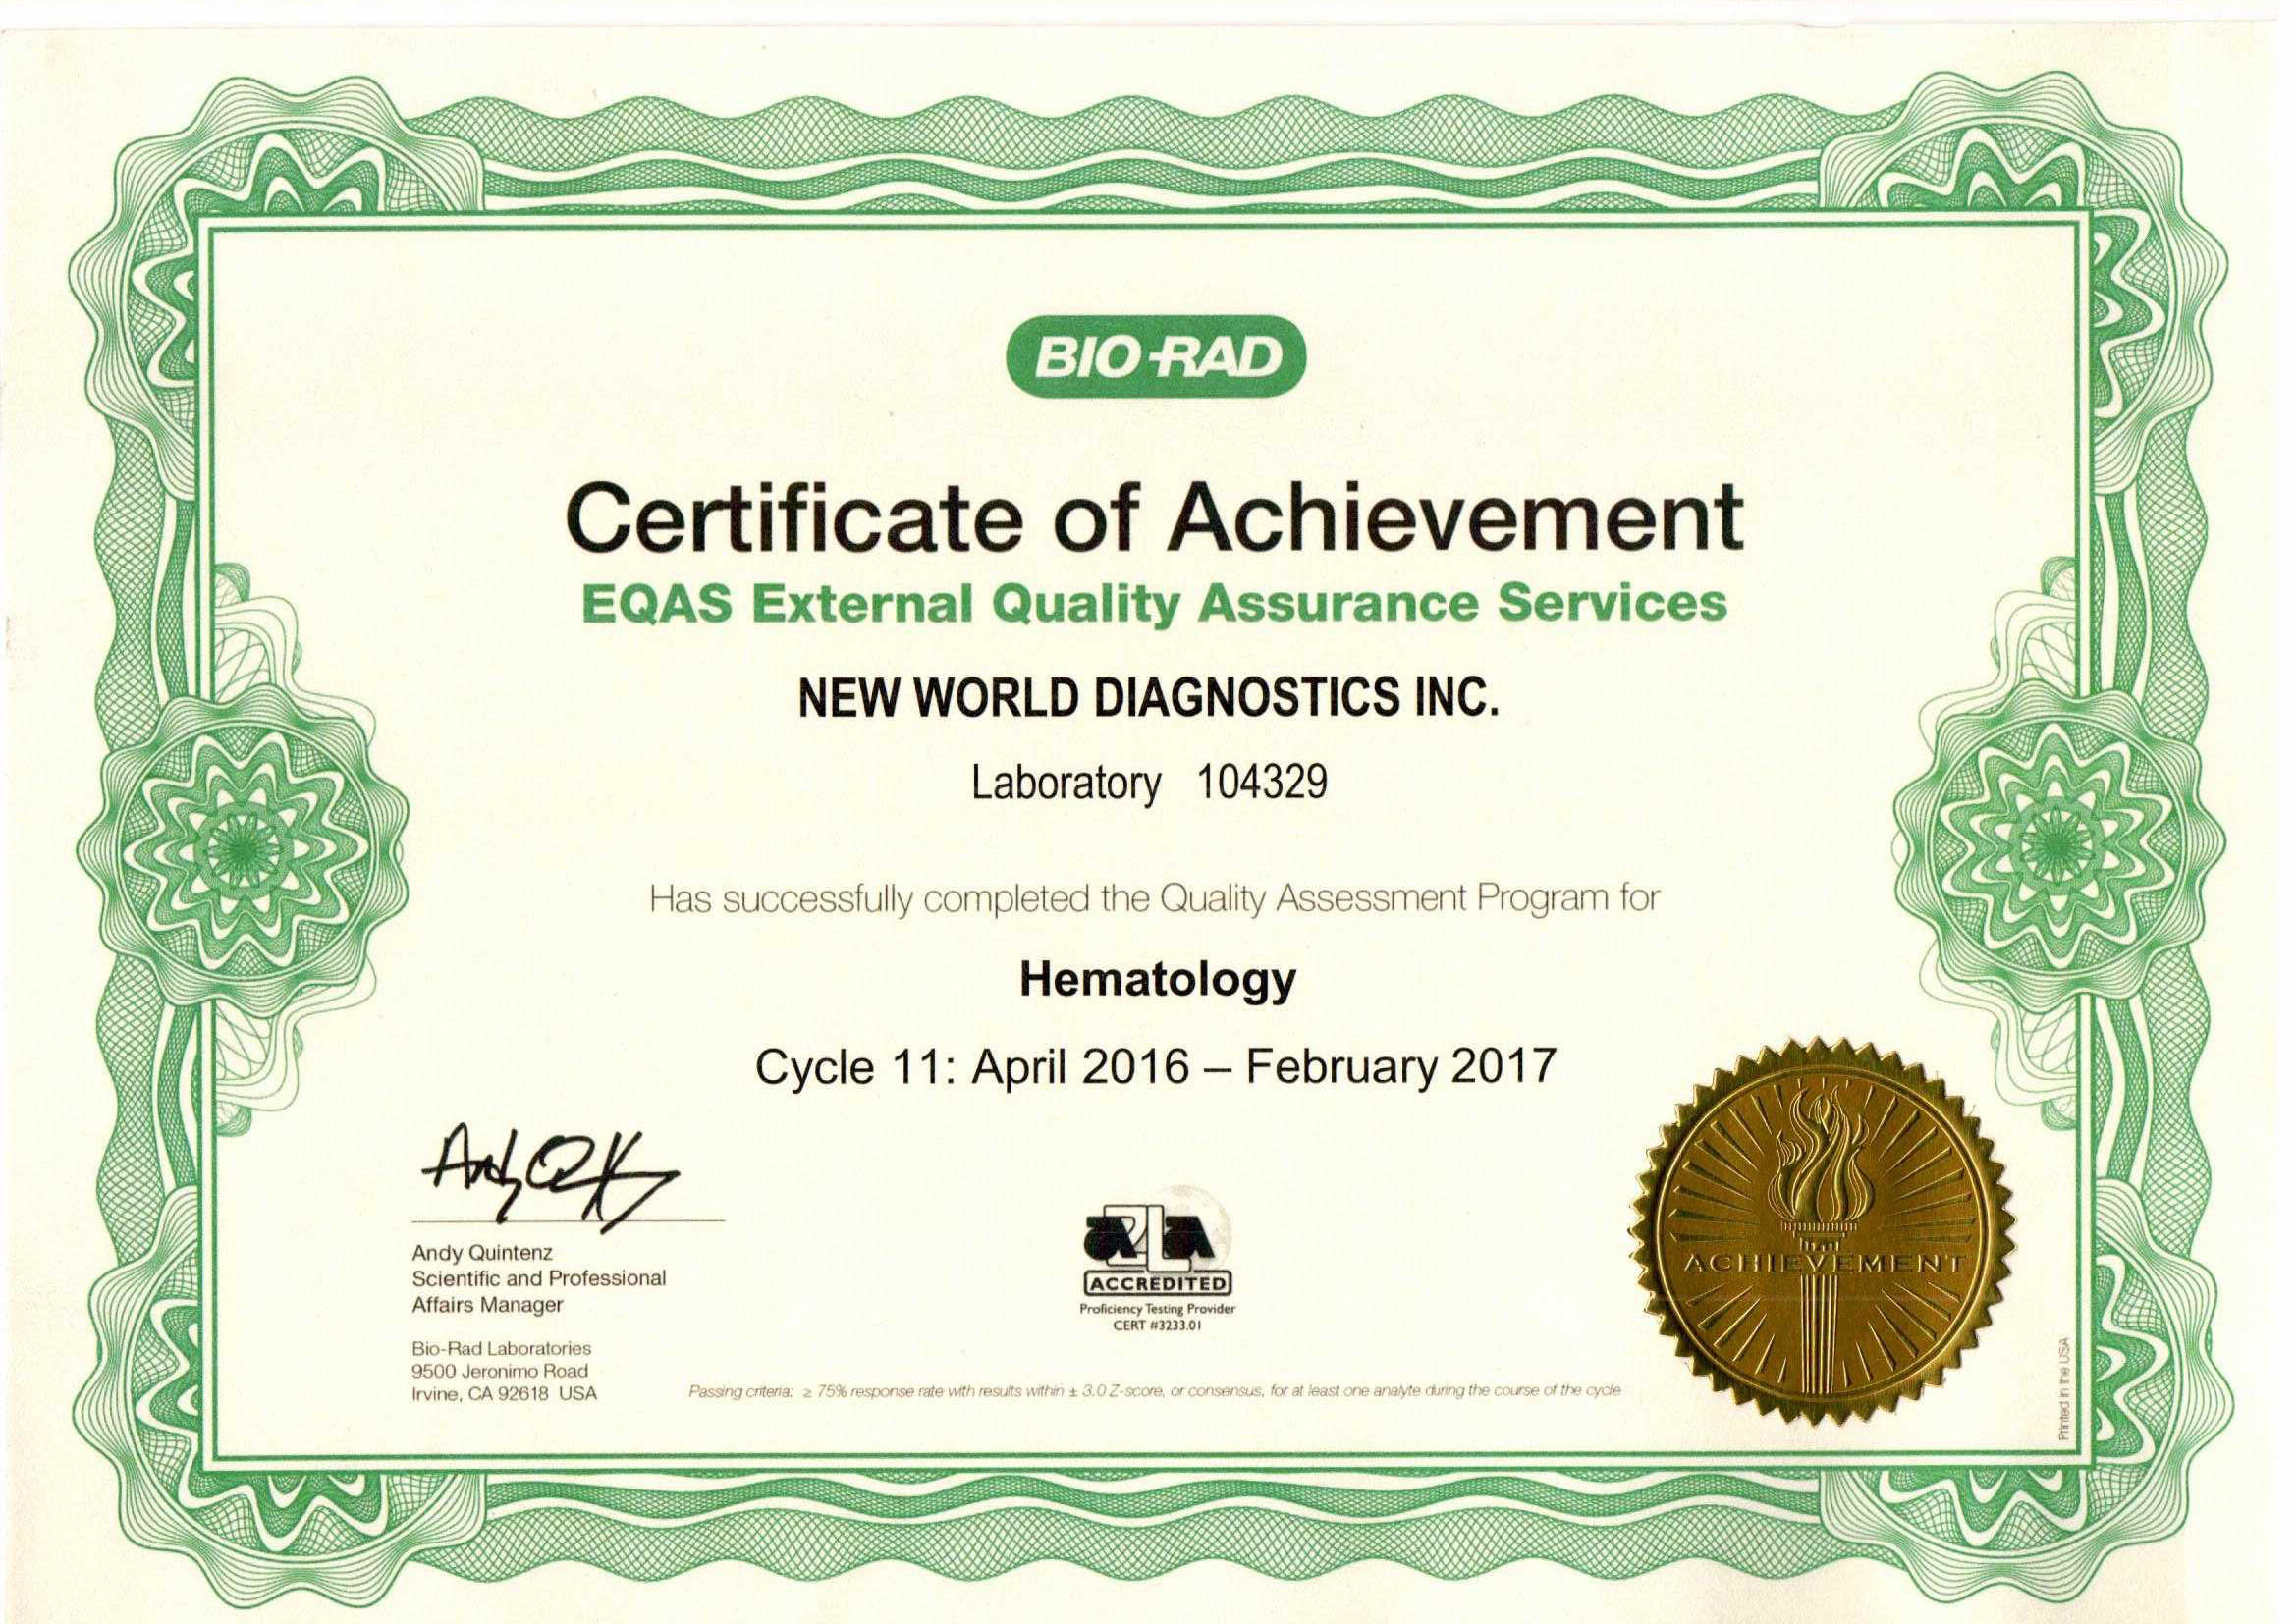 BIO-RAD
Certificate of Achievement
EQAS External Quality Assurance Services
NEW WORLD DIAGNOSTICS INC.
Laboratory 104329
Has successfully completed the Quality Assessment Program for
Hematology
Cycle 11: April 2016 – February 2017
Andy Quintenz
Scientific and Professional
Affairs Manager
Bio-Rad Laboratories
9500 Jeronimo Road
Irvine, CA 92618 USA
A2LA
ACCREDITED
Proficiency Testing Provider
CERT #3233.01
Passing criteria: ≥ 75% response rate with results within ± 3.0 Z-score, or consensus, for at least one analyte during the course of the cycle
ACHIEVEMENT
Printed in the USA